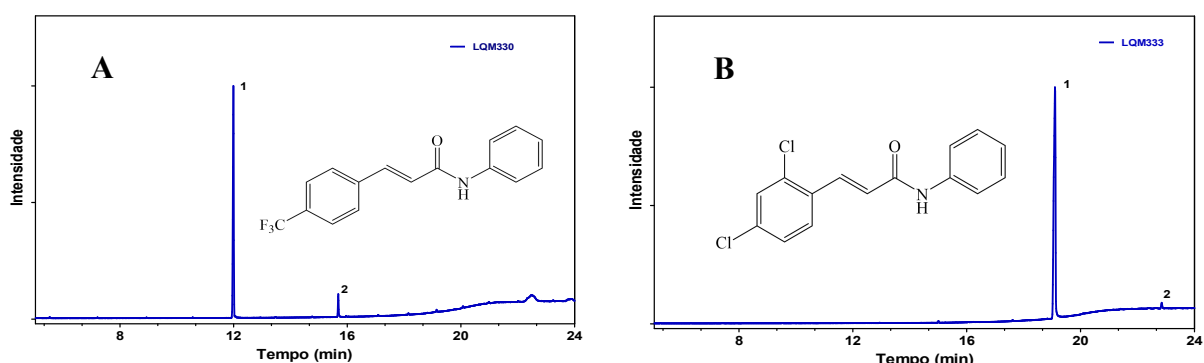 A
LQM330
1
2
O
N
H
F₃C
Intensidade
8
12
16
20
24
Tempo (min)
B
LQM333
1
2
Cl
O
N
H
Cl
Intensidade
8
12
16
20
24
Tempo (min)